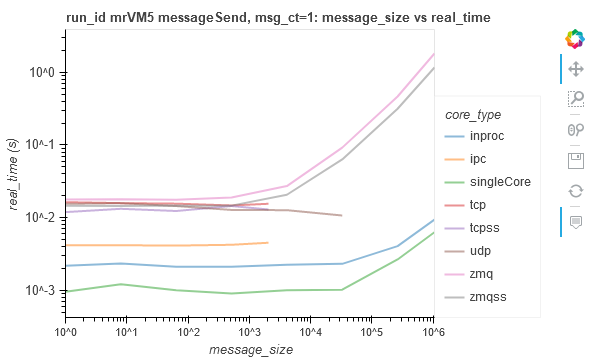 run_id mrVM5 messageSend, msg_ct=1: message_size vs real_time
real_time (s)
10^0
10^-1
10^-2
10^-3
10^0
10^1
10^2
10^3
10^4
10^5
10^6
message_size
core_type
inproc
ipc
singleCore
tcp
tcpss
udp
zmq
zmqss